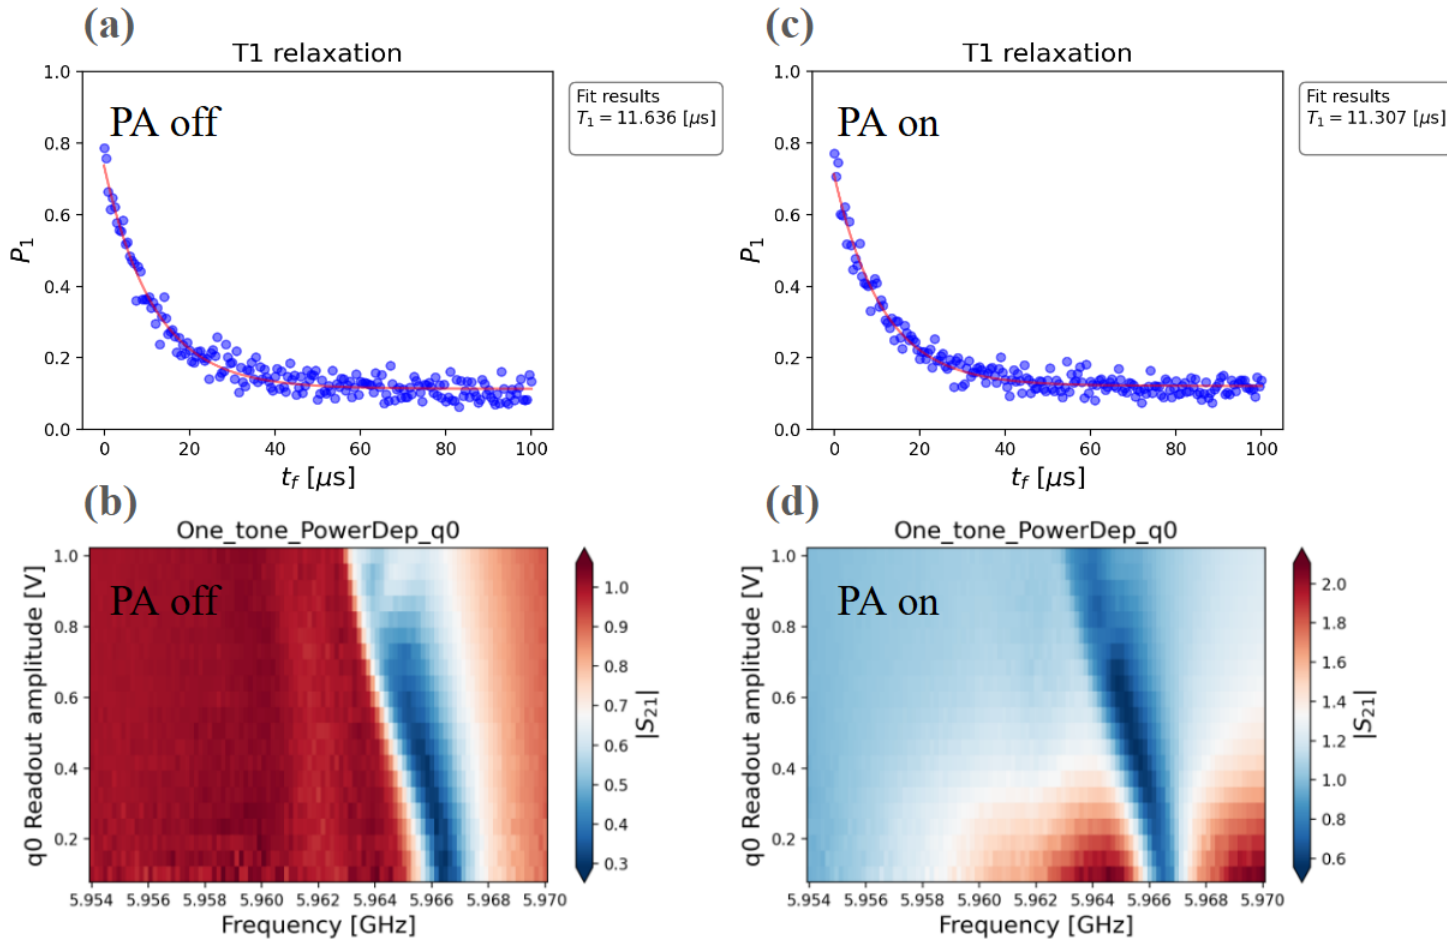 (a)
T1 relaxation
PA off
Fit results
T₁ = 11.636 [μs]
1.0
0.8
0.6
0.4
0.2
0.0
P₁
0 20 40 60 80 100
t_f [μs]
(c)
T1 relaxation
PA on
Fit results
T₁ = 11.307 [μs]
1.0
0.8
0.6
0.4
0.2
0.0
P₁
0 20 40 60 80 100
t_f [μs]
(b)
One_tone_PowerDep_q0
PA off
q0 Readout amplitude [V]
1.0
0.8
0.6
0.4
0.2
5.954 5.956 5.958 5.960 5.962 5.964 5.966 5.968 5.970
Frequency [GHz]
1.0
0.9
0.8
0.7
0.6
0.5
0.4
0.3
|S₂₁|
(d)
One_tone_PowerDep_q0
PA on
q0 Readout amplitude [V]
1.0
0.8
0.6
0.4
0.2
5.954 5.956 5.958 5.960 5.962 5.964 5.966 5.968 5.970
Frequency [GHz]
2.0
1.8
1.6
1.4
1.2
1.0
0.8
0.6
|S₂₁|